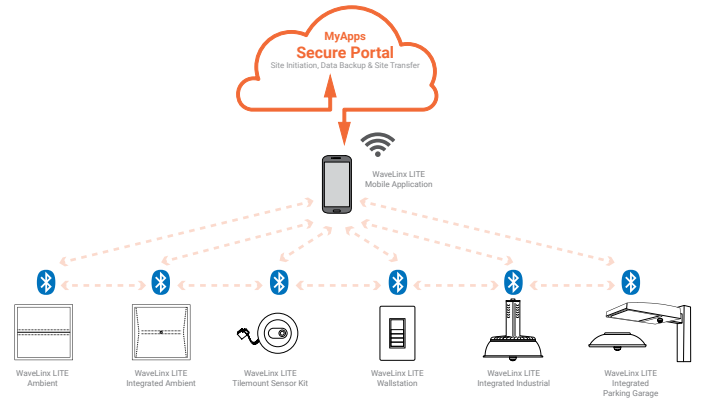 MyApps
Secure Portal
Site Initiation, Data Backup & Site Transfer
WaveLinx LITE
Mobile Application
WaveLinx LITE
Ambient
WaveLinx LITE
Integrated Ambient
WaveLinx LITE
Tilemount Sensor Kit
WaveLinx LITE
Wallstation
WaveLinx LITE
Integrated Industrial
WaveLinx LITE
Integrated
Parking Garage